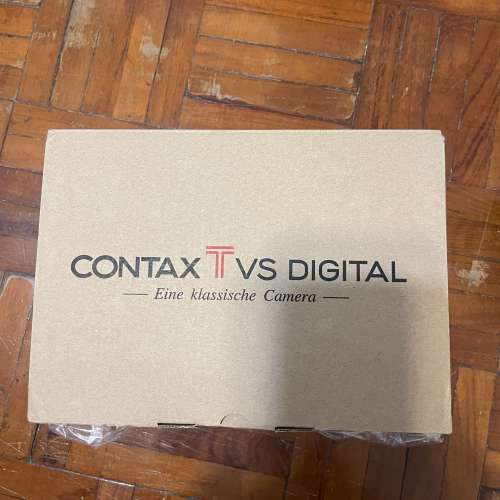 CONTAX T VS DIGITAL
— Eine klassische Camera —